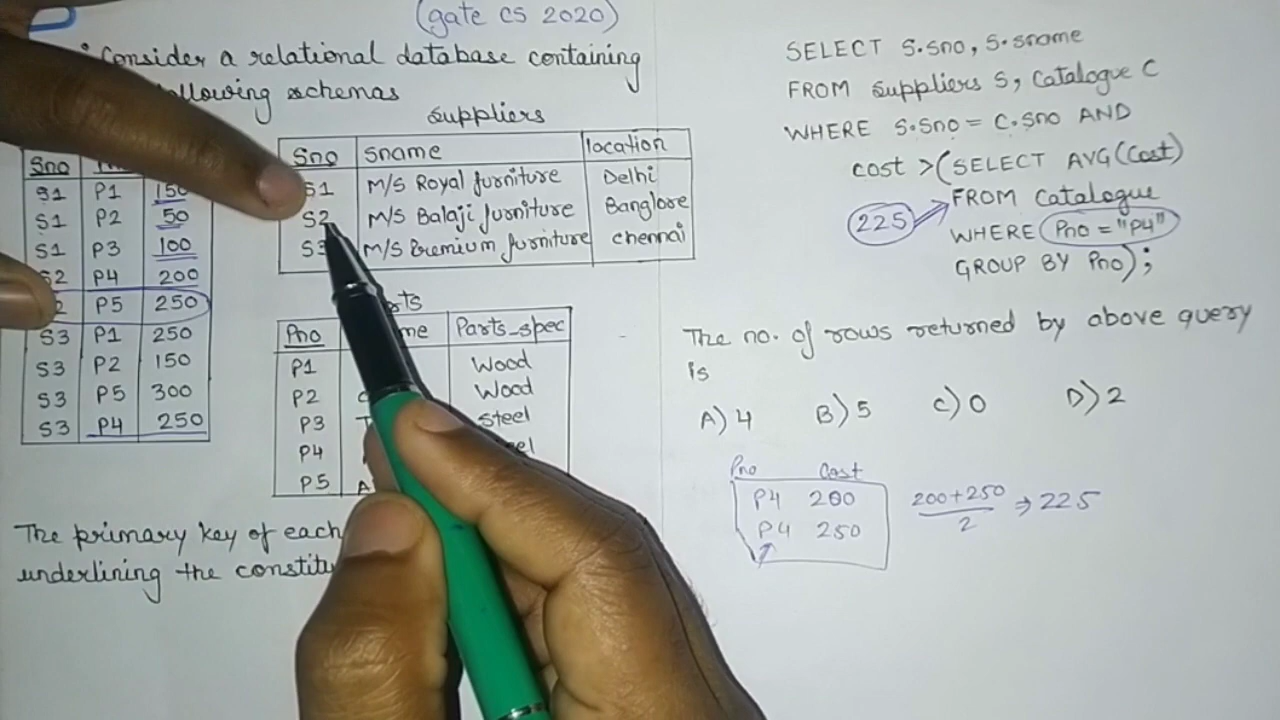 (gate CS 2020)
Consider a relational database containing
following schemas
Sno
S1 P1 150
S1 P2 50
S1 P3 100
S2 P4 200
P5 250
S3 P1 250
S3 P2 150
S3 P5 300
S3 P4 250
Suppliers
Sno sname location
S1 M/S Royal furniture Delhi
S2 M/S Balaji furniture Banglore
S3 M/S Premium furniture chennai
Pno Parts_spec
P1 Wood
P2 Wood
P3 Steel
P4
P5
The primary key of each
underlining the
SELECT S.sno, S.sname
FROM Suppliers S, Catalogue C
WHERE S.Sno = C.sno AND
cost > (SELECT AVG(Cost)
225 FROM Catalogue
WHERE Pno = "P4"
GROUP BY Pno);
The no. of rows returned by above query
is
A) 4 B) 5 C) 0 D) 2
Pno Cost
P4 200
P4 250
200+250
2
⇒ 225